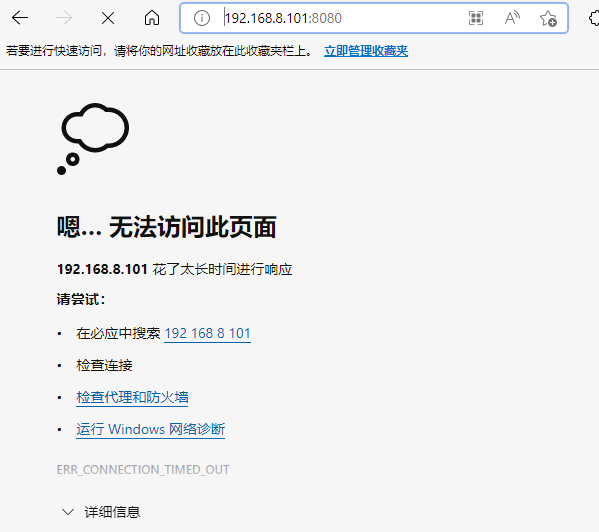 192.168.8.101:8080
若要进行快速访问，请将你的网址收藏放在此收藏夹栏上。 立即管理收藏夹
嗯... 无法访问此页面
192.168.8.101 花了太长时间进行响应
请尝试：
• 在必应中搜索 192 168 8 101
• 检查连接
• 检查代理和防火墙
• 运行 Windows 网络诊断
ERR_CONNECTION_TIMED_OUT
详细信息